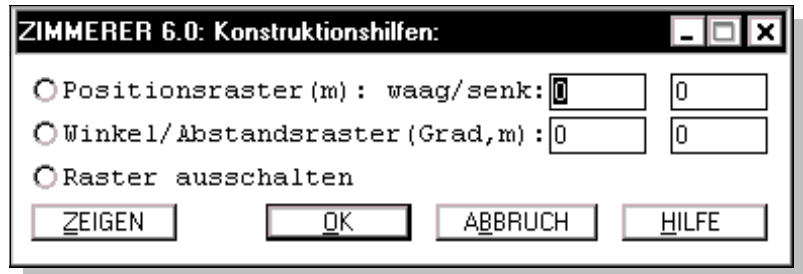 ZIMMERER 6.0: Konstruktionshilfen:
Positionsraster(m): waag/senk: 0 0
Winkel/Abstandsraster(Grad,m): 0 0
Raster ausschalten
ZEIGEN OK ABBRUCH HILFE